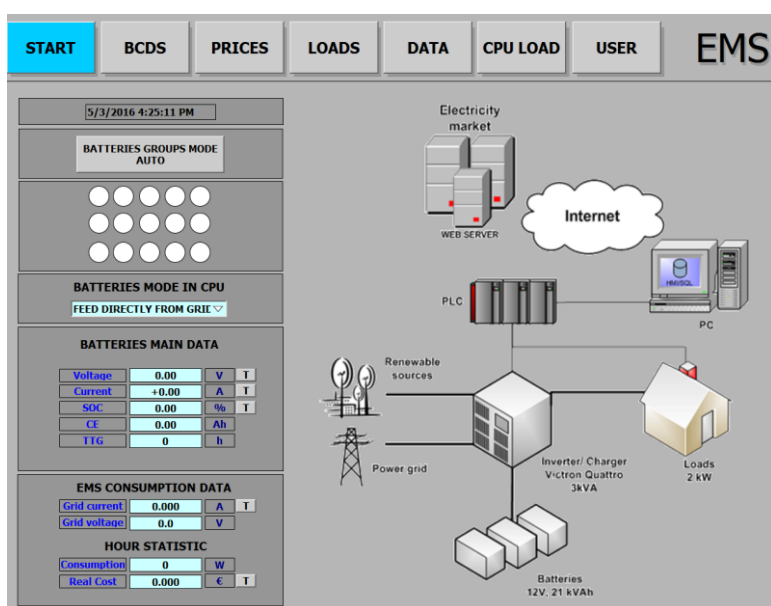 START BCDS PRICES LOADS DATA CPU LOAD USER EMS
5/3/2016 4:25:11 PM
BATTERIES GROUPS MODE
AUTO
BATTERIES MODE IN CPU
FEED DIRECTLY FROM GRIE
BATTERIES MAIN DATA
Voltage 0.00 V T
Current +0.00 A T
SOC 0.00 % T
CE 0.00 Ah
TTG 0 h
EMS CONSUMPTION DATA
Grid current 0.000 A T
Grid voltage 0.0 V
HOUR STATISTIC
Consumption 0 W
Real Cost 0.000 € T
Electricity
market
WEB SERVER
Internet
HMI/SQL
PC
PLC
Renewable
sources
Power grid
Inverter/ Charger
Victron Quattro
3kVA
Loads
2 kW
Batteries
12V, 21 kVAh